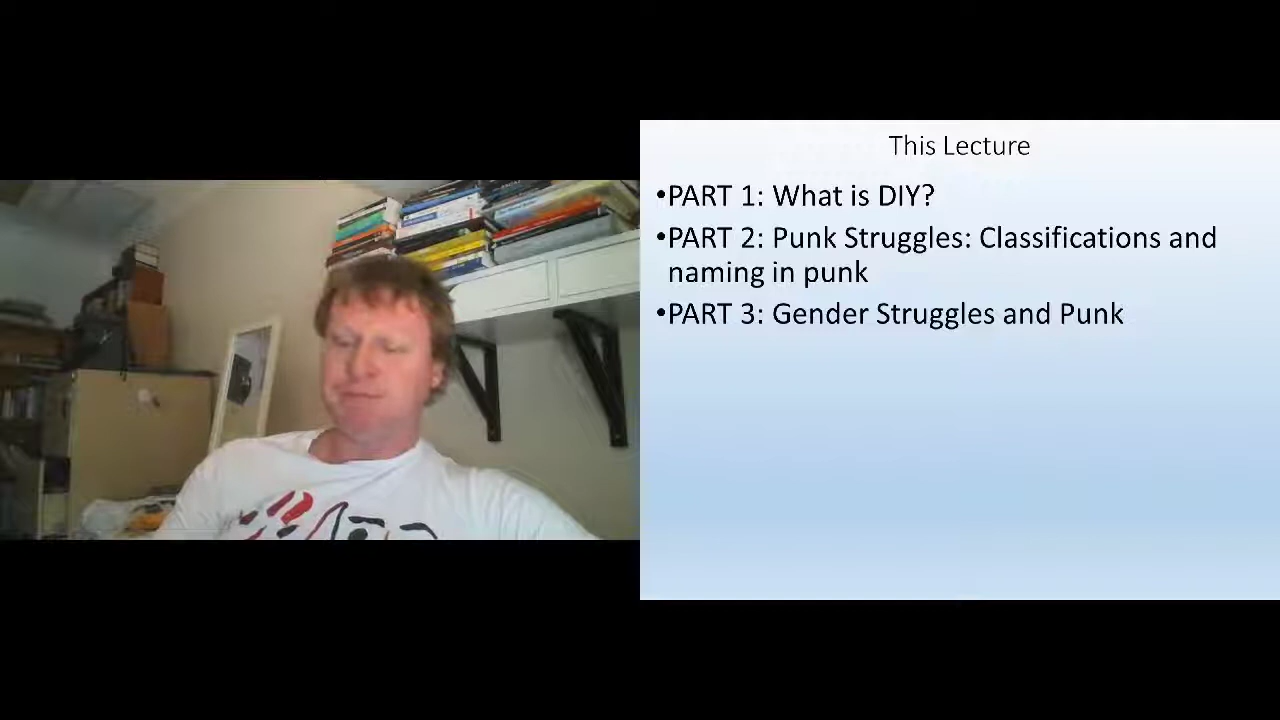 This Lecture
•PART 1: What is DIY?
•PART 2: Punk Struggles: Classifications and
naming in punk
•PART 3: Gender Struggles and Punk